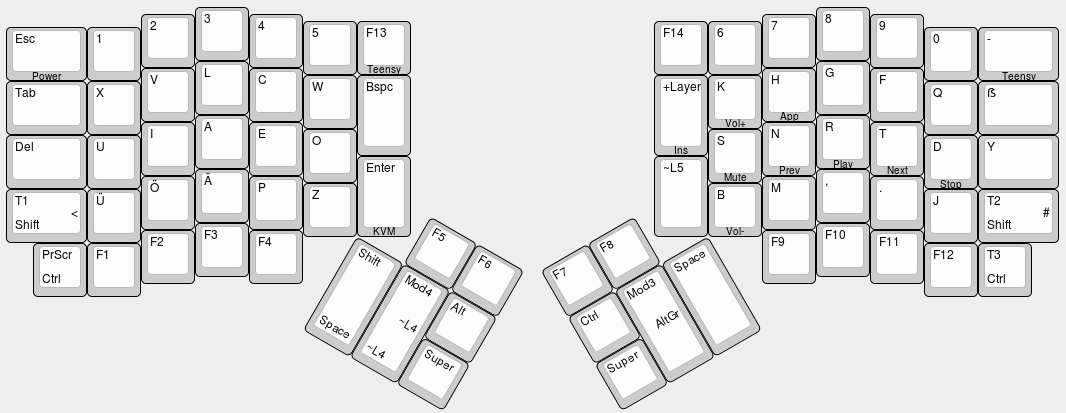 Esc
Power
1
2
3
4
5
F13
Teensy
F14
6
7
8
9
0
-
Teensy
Tab
X
V
L
C
W
Bspc
+Layer
Ins
K
Vol+
H
App
G
F
Q
ß
Del
U
I
A
E
O
Enter
KVM
~L5
S
Mute
N
Prev
R
Play
T
Next
D
Stop
Y
T1
<
Shift
Ü
Ö
Ä
P
Z
B
Vol-
M
,
.
J
T2
#
Shift
PrScr
Ctrl
F1
F2
F3
F4
F9
F10
F11
F12
T3
Ctrl
F5
F6
Shift
Space
Mod4
~L4
~L4
Alt
Super
F7
F8
Ctrl
Mod3
AltGr
Space
Super